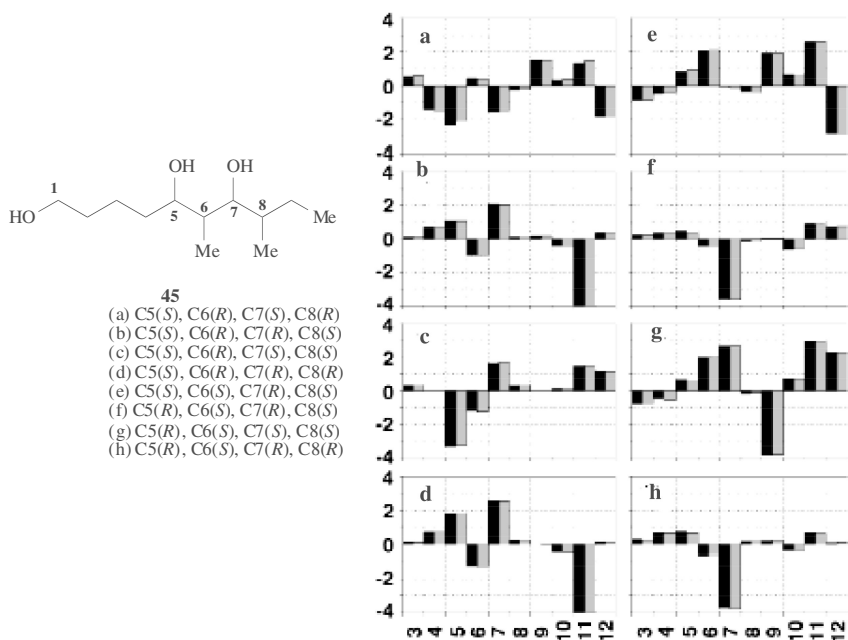 1
HO
OH
OH
5
6
7
8
Me
Me
Me
45
(a) C5(S), C6(R), C7(S), C8(R)
(b) C5(S), C6(R), C7(R), C8(S)
(c) C5(S), C6(R), C7(S), C8(S)
(d) C5(S), C6(R), C7(R), C8(R)
(e) C5(S), C6(S), C7(R), C8(S)
(f) C5(R), C6(S), C7(R), C8(S)
(g) C5(R), C6(S), C7(S), C8(S)
(h) C5(R), C6(S), C7(R), C8(R)
4
2
0
-2
-4
a
e
4
2
0
-2
-4
b
f
4
2
0
-2
-4
c
g
4
2
0
-2
-4
d
h
3 4 5 6 7 8 9 10 11 12
3 4 5 6 7 8 9 10 11 12